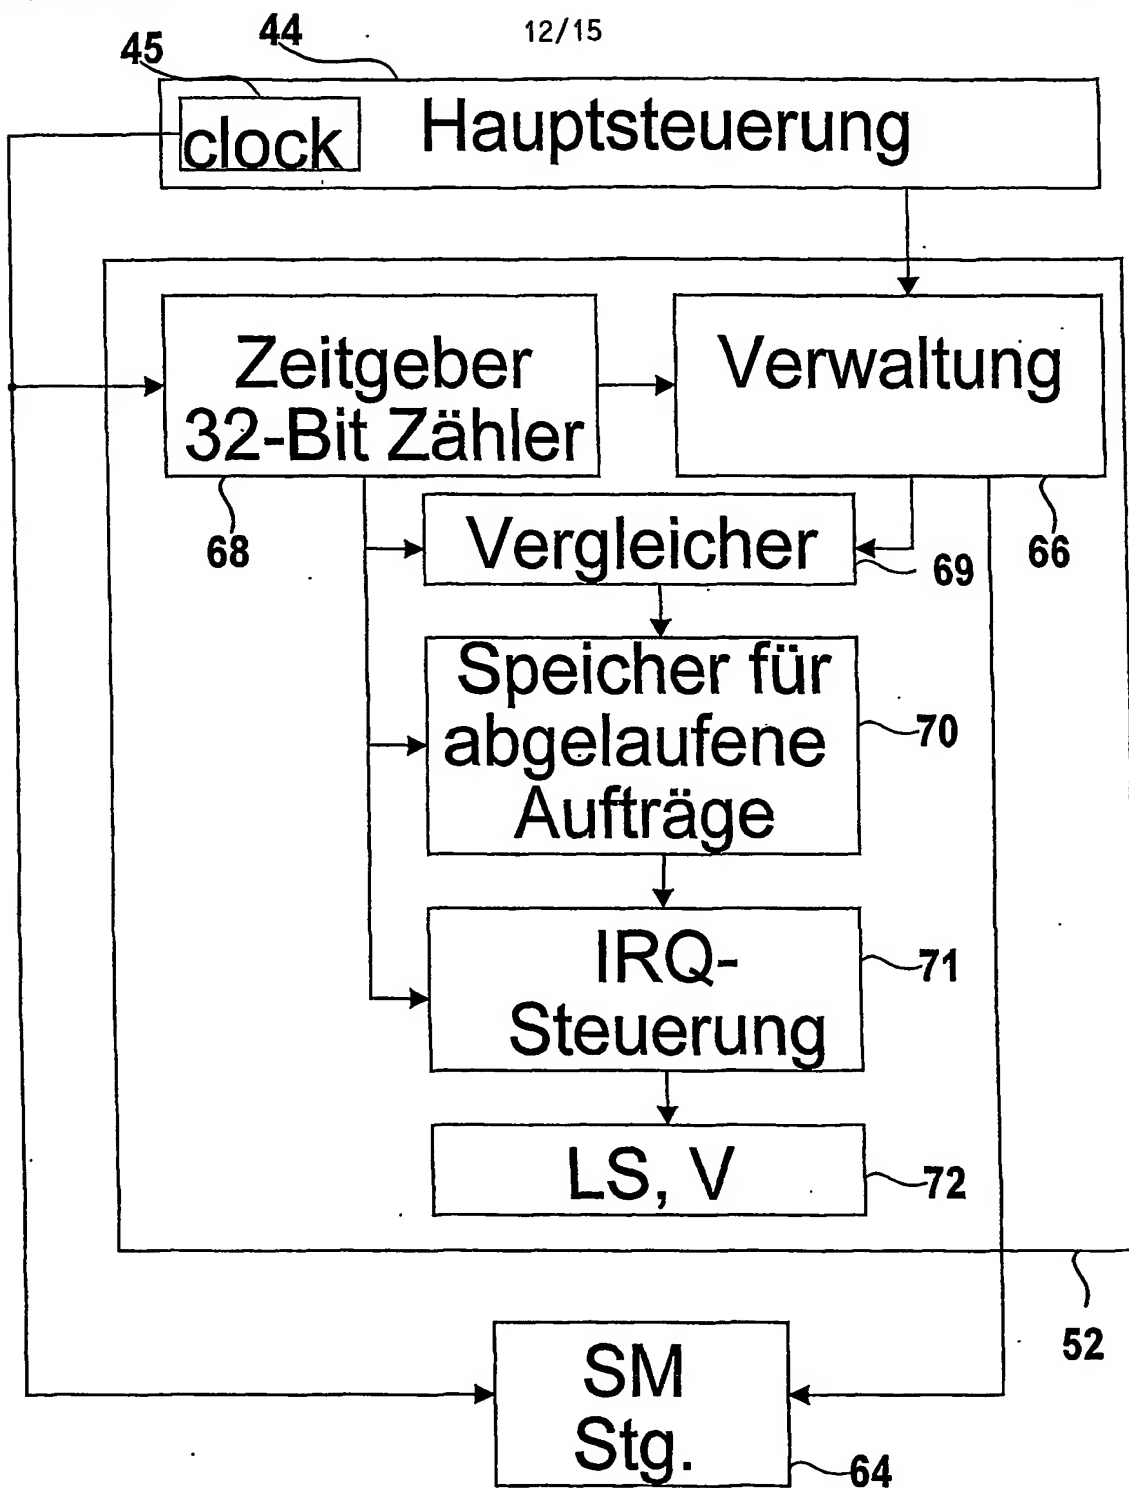 12/15
45
44
clock
Hauptsteuerung
Zeitgeber
32-Bit Zähler
Verwaltung
68
66
Vergleicher
69
Speicher für
abgelaufene
Aufträge
70
IRQ-
Steuerung
71
LS, V
72
52
SM
Stg.
64